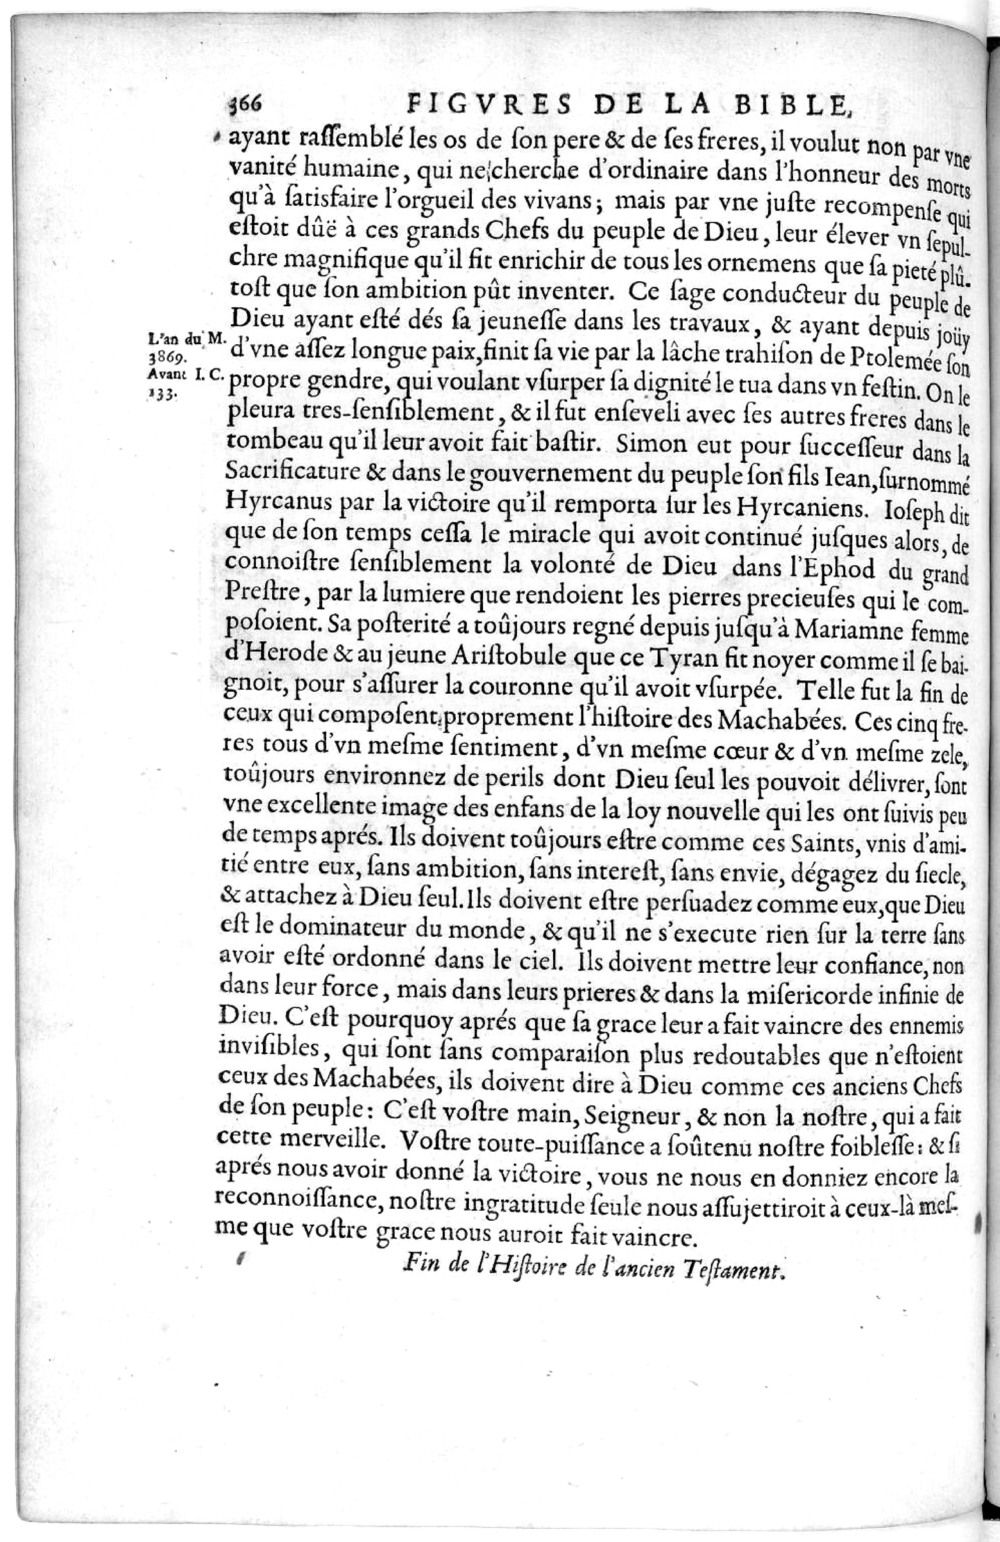 366 FIGVRES DE LA BIBLE,
ayant raſſemblé les os de ſon pere & de ſes freres, il voulut non par vne
vanité humaine, qui ne cherche d'ordinaire dans l'honneur des morts
qu'à ſatisfaire l'orgueil des vivans; mais par vne juſte recompenſe qui
eſtoit dûë à ces grands Chefs du peuple de Dieu, leur élever vn ſepul-
chre magnifique qu'il fit enrichir de tous les ornemens que ſa pieté plû-
toſt que ſon ambition pût inventer. Ce ſage conducteur du peuple de
Dieu ayant eſté dés ſa jeuneſſe dans les travaux, & ayant depuis joüy
L'an du M.
3869.
Avant I. C.
133.
d'vne aſſez longue paix, finit ſa vie par la lâche trahiſon de Ptolemée ſon
propre gendre, qui voulant vſurper ſa dignité le tua dans vn feſtin. On le
pleura tres-ſenſiblement, & il fut enſeveli avec ſes autres freres dans le
tombeau qu'il leur avoit fait baſtir. Simon eut pour ſucceſſeur dans la
Sacrificature & dans le gouvernement du peuple ſon fils Iean, ſurnommé
Hyrcanus par la victoire qu'il remporta ſur les Hyrcaniens. Ioſeph dit
que de ſon temps ceſſa le miracle qui avoit continué juſques alors, de
connoiſtre ſenſiblement la volonté de Dieu dans l'Ephod du grand
Preſtre, par la lumiere que rendoient les pierres precieuſes qui le com-
poſoient. Sa poſterité a toûjours regné depuis juſqu'à Mariamne femme
d'Herode & au jeune Ariſtobule que ce Tyran fit noyer comme il ſe bai-
gnoit, pour s'aſſurer la couronne qu'il avoit vſurpée. Telle fut la fin de
ceux qui compoſent proprement l'hiſtoire des Machabées. Ces cinq fre-
res tous d'vn meſme ſentiment, d'vn meſme cœur & d'vn meſme zele,
toûjours environnez de perils dont Dieu ſeul les pouvoit délivrer, ſont
vne excellente image des enfans de la loy nouvelle qui les ont ſuivis peu
de temps aprés. Ils doivent toûjours eſtre comme ces Saints, vnis d'ami-
tié entre eux, ſans ambition, ſans intereſt, ſans envie, dégagez du ſiecle,
& attachez à Dieu ſeul. Ils doivent eſtre perſuadez comme eux, que Dieu
eſt le dominateur du monde, & qu'il ne s'execute rien ſur la terre ſans
avoir eſté ordonné dans le ciel. Ils doivent mettre leur confiance, non
dans leur force, mais dans leurs prieres & dans la miſericorde infinie de
Dieu. C'eſt pourquoy aprés que ſa grace leur a fait vaincre des ennemis
inviſibles, qui ſont ſans comparaiſon plus redoutables que n'eſtoient
ceux des Machabées, ils doivent dire à Dieu comme ces anciens Chefs
de ſon peuple: C'eſt voſtre main, Seigneur, & non la noſtre, qui a fait
cette merveille. Voſtre toute-puiſſance a ſoûtenu noſtre foibleſſe: & ſi
aprés nous avoir donné la victoire, vous ne nous en donniez encore la
reconnoiſſance, noſtre ingratitude ſeule nous aſſujettiroit à ceux-là meſ-
me que voſtre grace nous auroit fait vaincre.
Fin de l'Hiſtoire de l'ancien Teſtament.